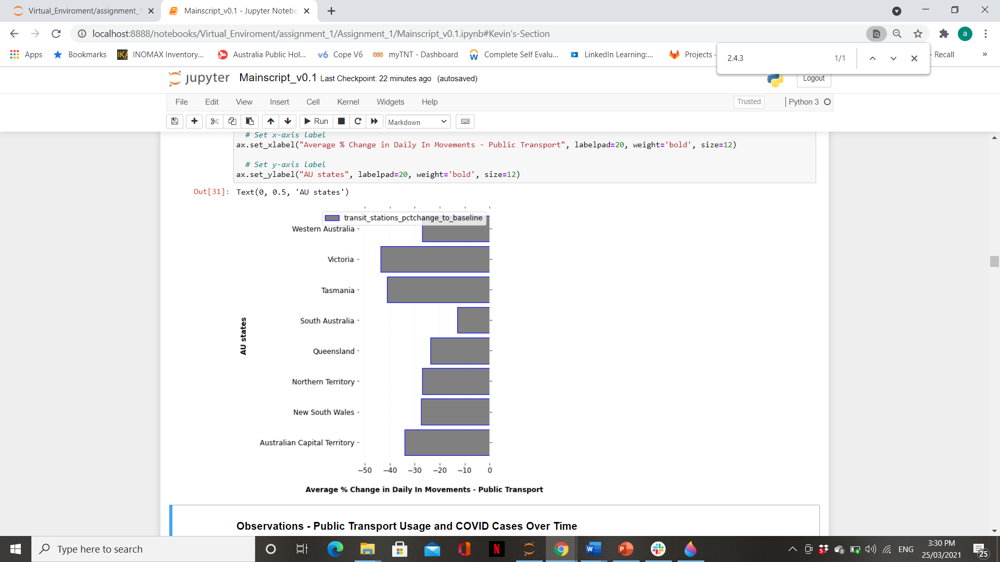 Virtual_Enviroment/assignment_1
Mainscript_v0.1 - Jupyter Notebo
localhost:8888/notebooks/Virtual_Enviroment/assignment_1/Assignment_1/Mainscript_v0.1.ipynb#Kevin's-Section
a
Apps
Bookmarks
INOMAX Inventory...
Australia Public Hol...
v6 Cope V6
myTNT - Dashboard
Complete Self Evalu...
LinkedIn Learning:...
Projects
Recall
»
2.4.3
1/1
jupyter
Mainscript_v0.1 Last Checkpoint: 22 minutes ago (autosaved)
Logout
File Edit View Insert Cell Kernel Widgets Help
Trusted
Python 3
Run
Markdown
# Set x-axis label
ax.set_xlabel("Average % Change in Daily In Movements - Public Transport", labelpad=20, weight='bold', size=12)
# Set y-axis label
ax.set_ylabel("AU states", labelpad=20, weight='bold', size=12)
Out[31]: Text(0, 0.5, 'AU states')
transit_stations_pctchange_to_baseline
Western Australia
Victoria
Tasmania
South Australia
Queensland
Northern Territory
New South Wales
Australian Capital Territory
AU states
−50 −40 −30 −20 −10 0
Average % Change in Daily In Movements - Public Transport
Observations - Public Transport Usage and COVID Cases Over Time
Type here to search
N
W
P
5
ENG
3:30 PM
25/03/2021
25